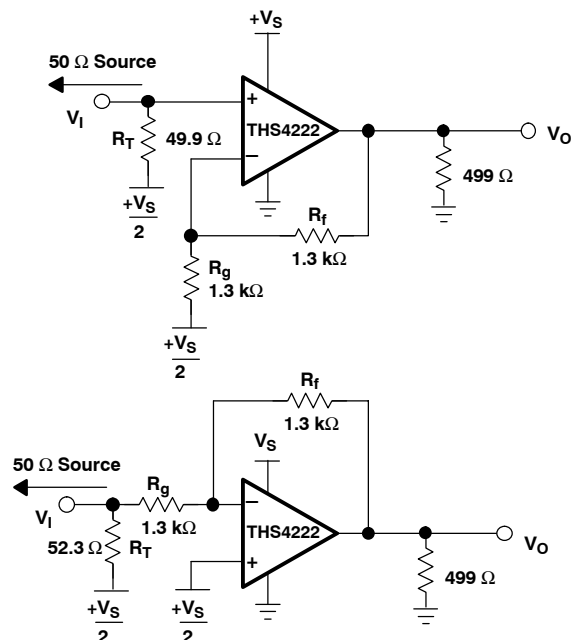 +VS
50 Ω Source
VI
+
THS4222
−
RT
49.9 Ω
+VS
2
VO
499 Ω
Rf
1.3 kΩ
Rg
1.3 kΩ
+VS
2
Rf
1.3 kΩ
VS
50 Ω Source
Rg
VI
1.3 kΩ
−
THS4222
+
52.3 Ω
RT
VO
499 Ω
+VS
2
+VS
2